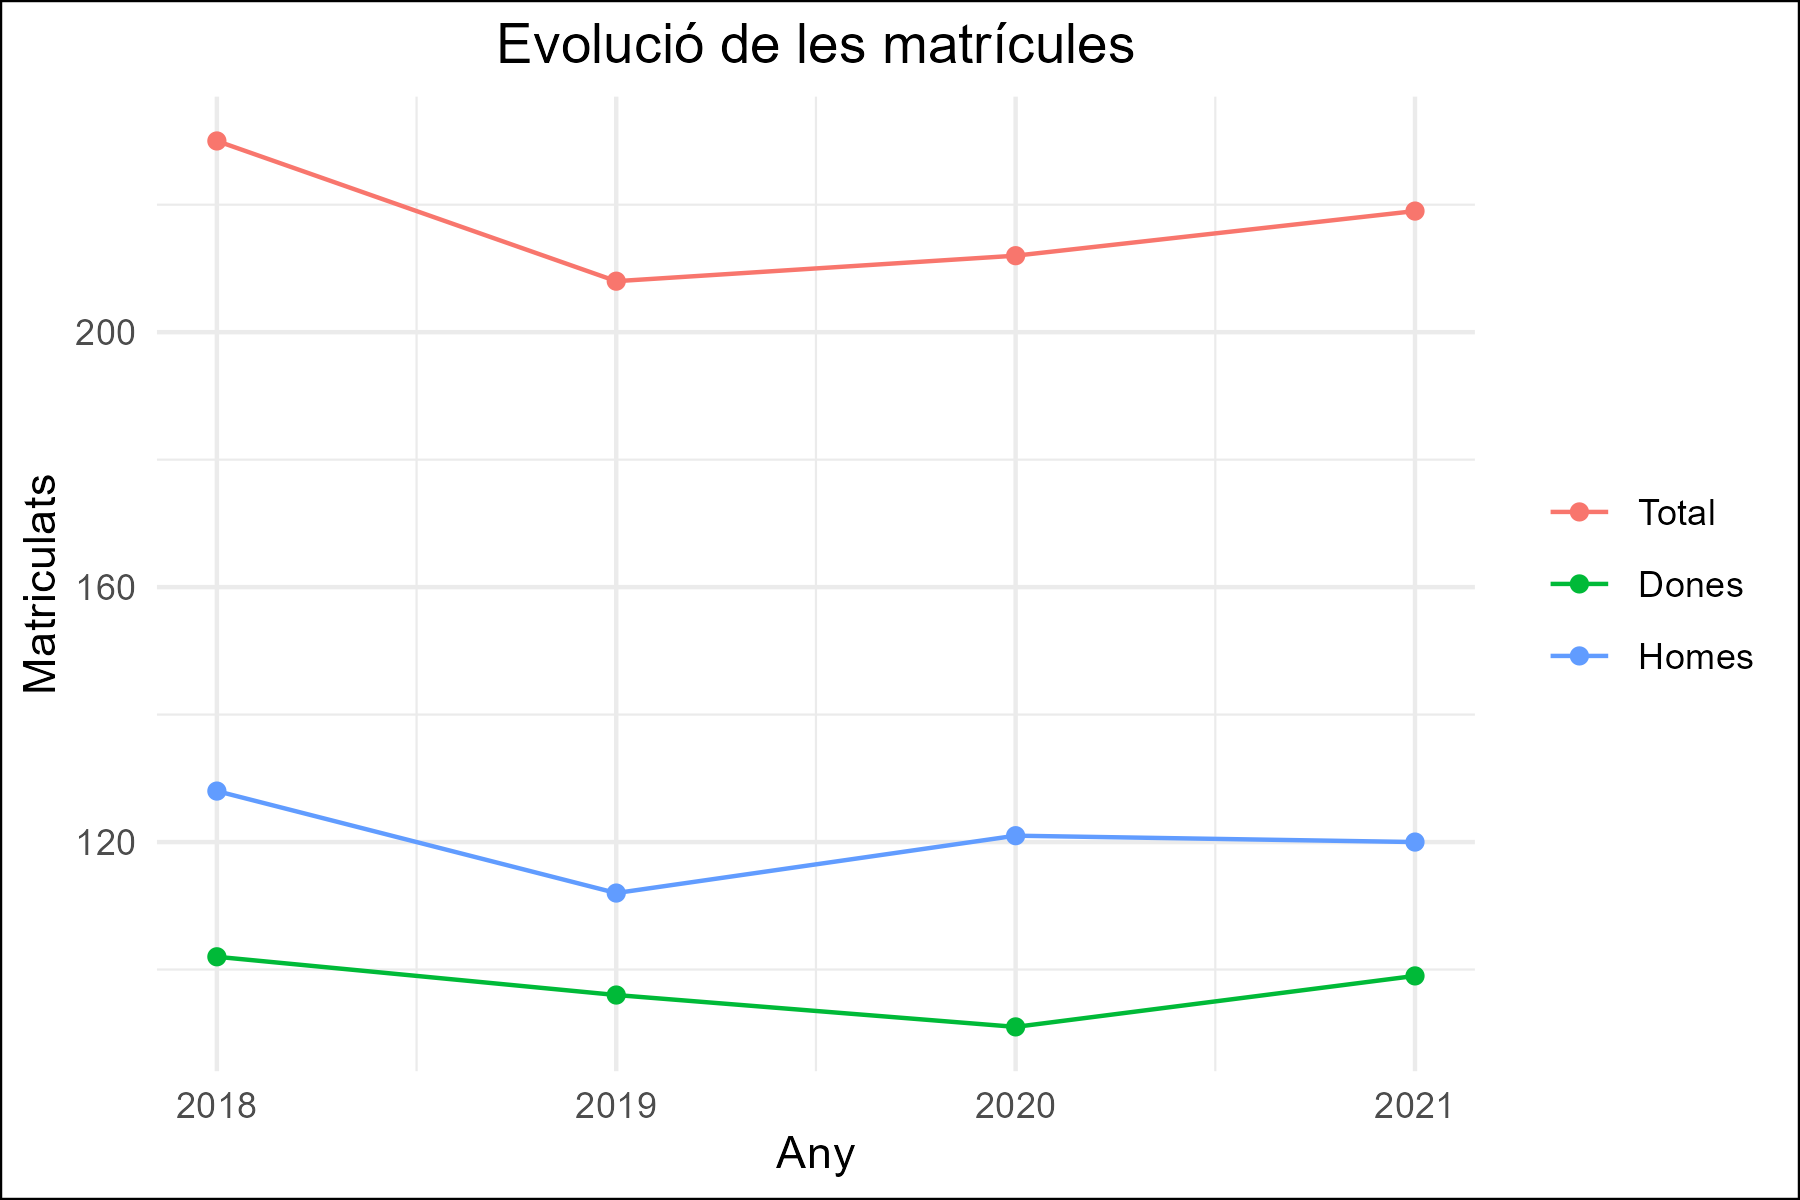 Evolució de les matrícules
Matriculats
200
160
120
2018 2019 2020 2021
Any
Total
Dones
Homes